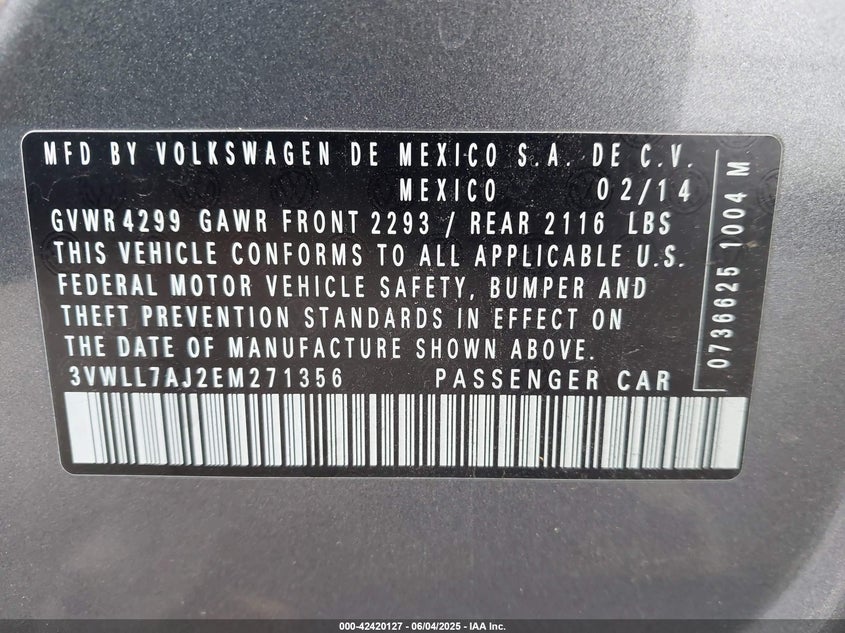 MFD BY VOLKSWAGEN DE MEXICO S.A. DE C.V.
MEXICO 02/14
GVWR 4299 GAWR FRONT 2293 / REAR 2116 LBS
THIS VEHICLE CONFORMS TO ALL APPLICABLE U.S.
FEDERAL MOTOR VEHICLE SAFETY, BUMPER AND
THEFT PREVENTION STANDARDS IN EFFECT ON
THE DATE OF MANUFACTURE SHOWN ABOVE.
3VWLL7AJ2EM271356 PASSENGER CAR
0736625 1004 M
000-42420127 - 06/04/2025 - IAA Inc.